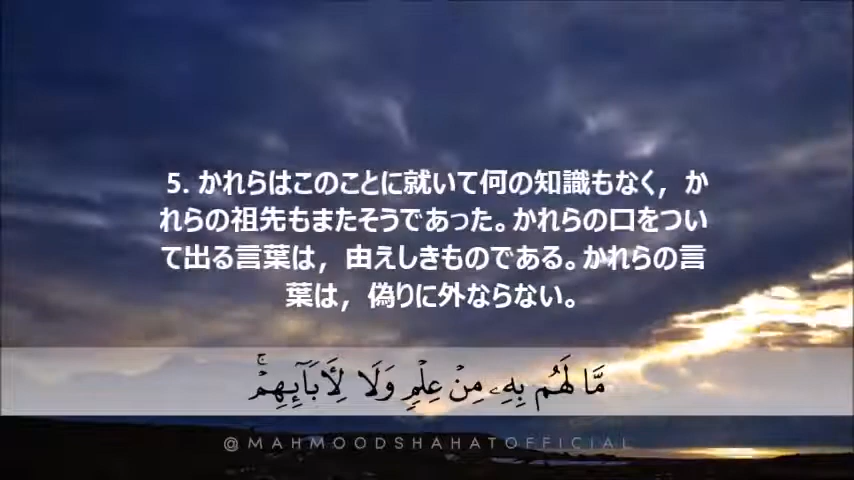 5. かれらはこのことに就いて何の知識もなく，か
れらの祖先もまたそうであった。かれらの口をつい
て出る言葉は，由えしきものである。かれらの言
葉は，偽りに外ならない。
مَّا لَهُم بِهِۦ مِنۡ عِلۡمٖ وَلَا لِأٓبَآئِهِمۡۚ
@MAHMOODSHAHATOFFICIAL